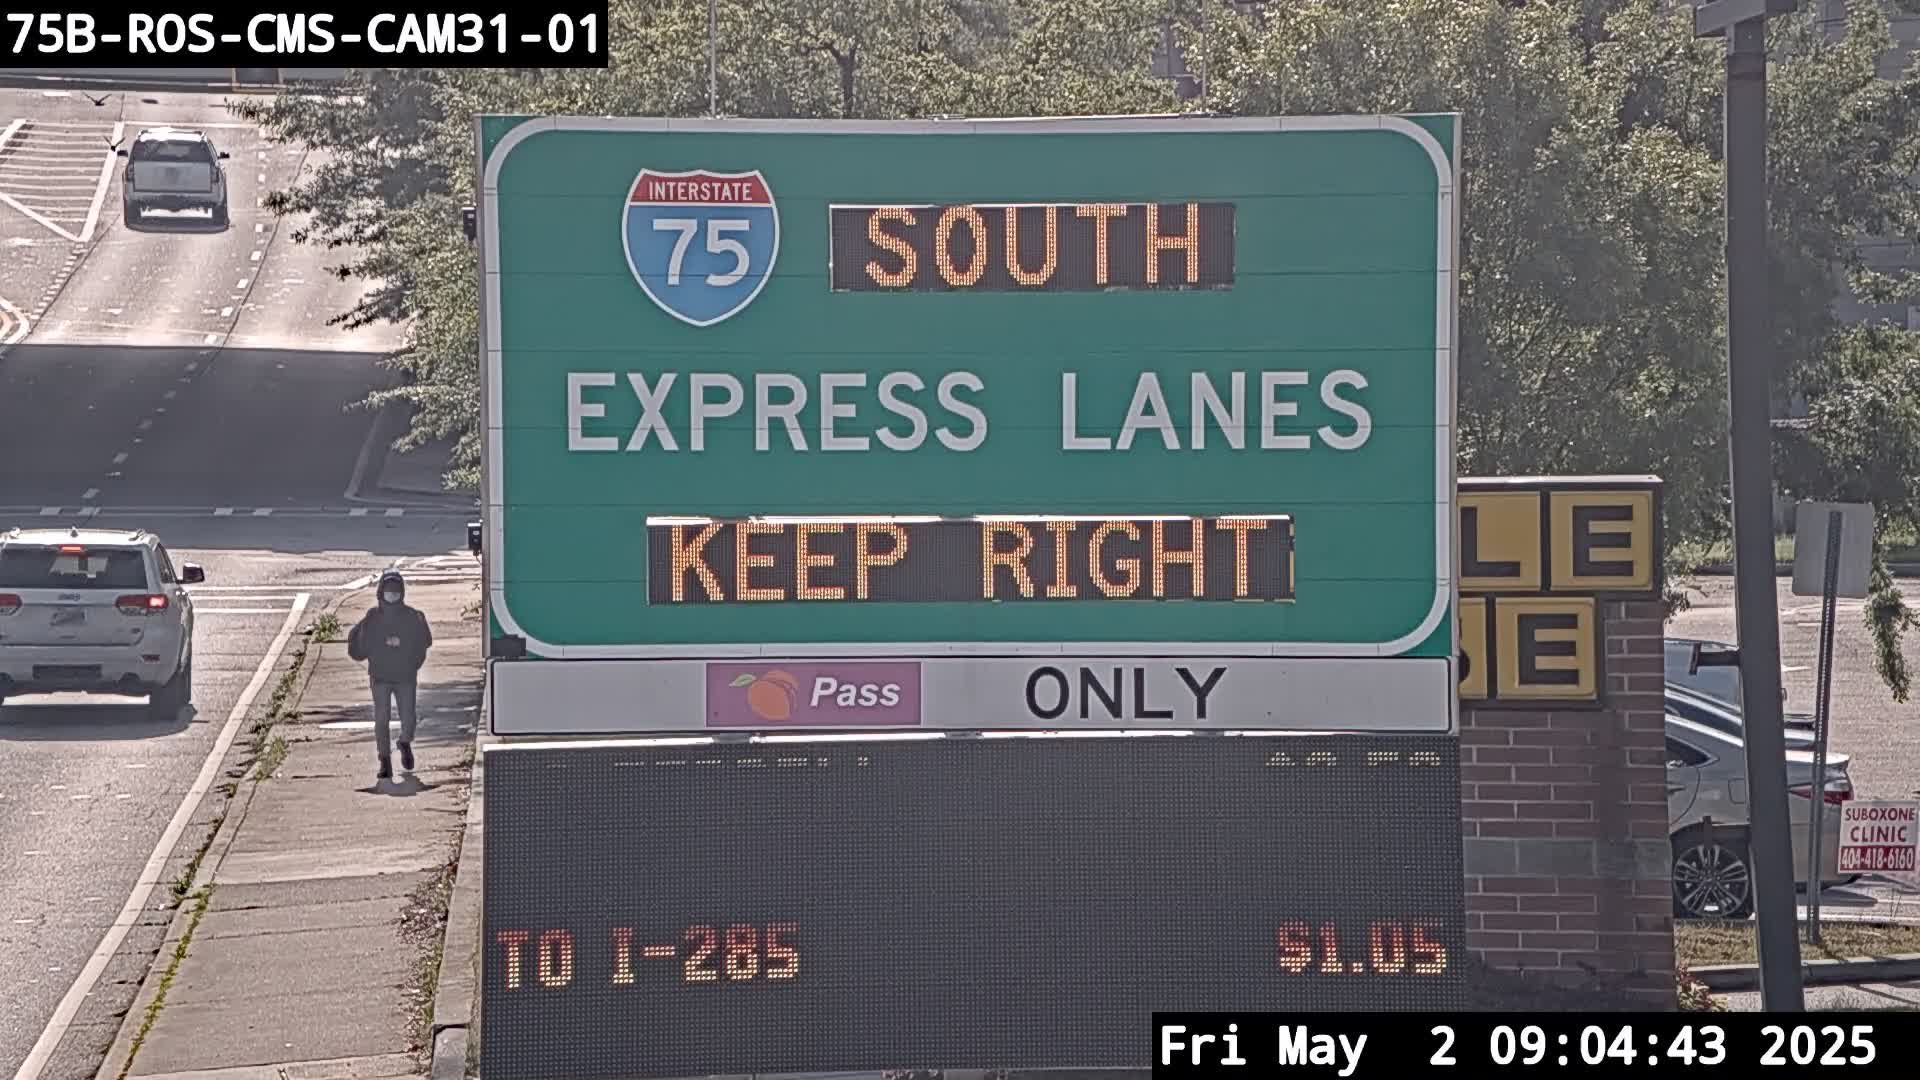 75B-ROS-CMS-CAM31-01
INTERSTATE
75
SOUTH
EXPRESS LANES
KEEP RIGHT
Pass ONLY
TO I-285 $1.05
LE
E
SUBOXONE
CLINIC
404-418-6160
Fri May 2 09:04:43 2025